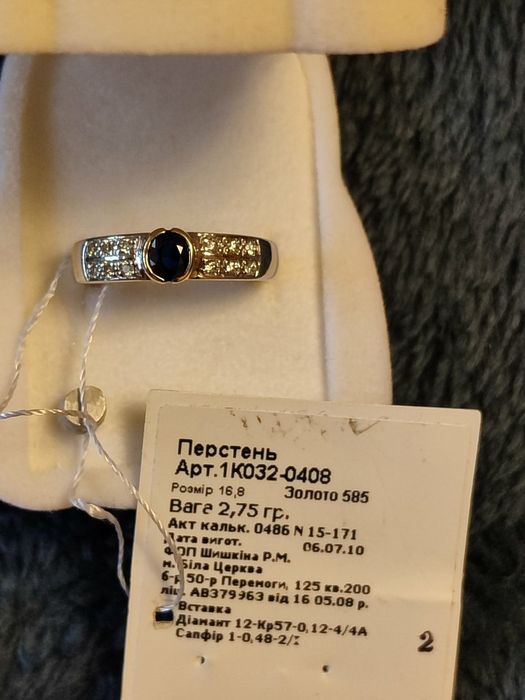 Перстень
Арт.1К032-0408
Розмір 16,8 Золото 585
Вага 2,75 гр.
Акт кальк. 0486 N 15-171
Дата вигот. 06.07.10
ФОП Шишкіна Р.М.
м. Біла Церква
б-р 50-р Перемоги, 125 кв.200
ліц. АВ379963 від 16 05.08 р.
Вставка
Діамант 12-Кр57-0,12-4/4А
Сапфір 1-0,48-2/
2